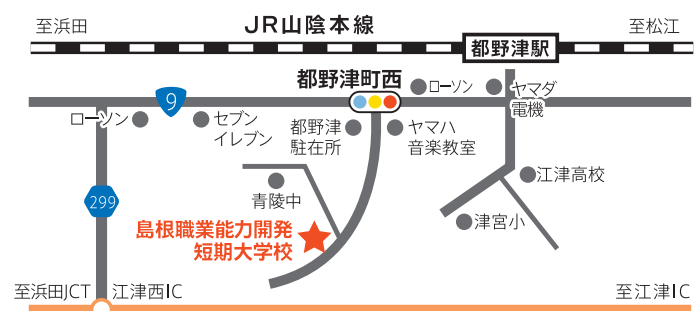 至浜田
JR山陰本線
至松江
都野津駅
都野津町西
ローソン
ヤマダ
電機
9
ローソン
セブン
イレブン
都野津
駐在所
ヤマハ
音楽教室
江津高校
青陵中
299
津宮小
島根職業能力開発
短期大学校
至浜田JCT
江津西IC
至江津IC